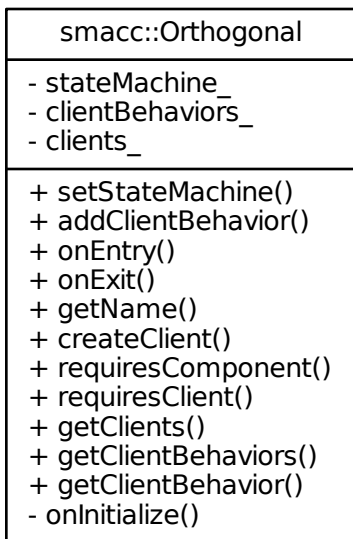 smacc::Orthogonal
- stateMachine_
- clientBehaviors_
- clients_
+ setStateMachine()
+ addClientBehavior()
+ onEntry()
+ onExit()
+ getName()
+ createClient()
+ requiresComponent()
+ requiresClient()
+ getClients()
+ getClientBehaviors()
+ getClientBehavior()
- onInitialize()